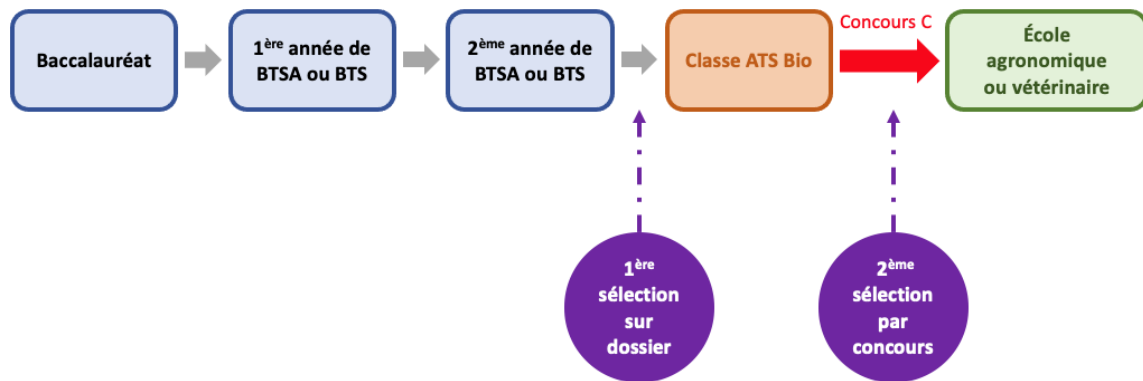 Baccalauréat
1ère année de
BTSA ou BTS
2ème année de
BTSA ou BTS
Classe ATS Bio
Concours C
École
agronomique
ou vétérinaire
1ère
sélection
sur
dossier
2ème
sélection
par
concours